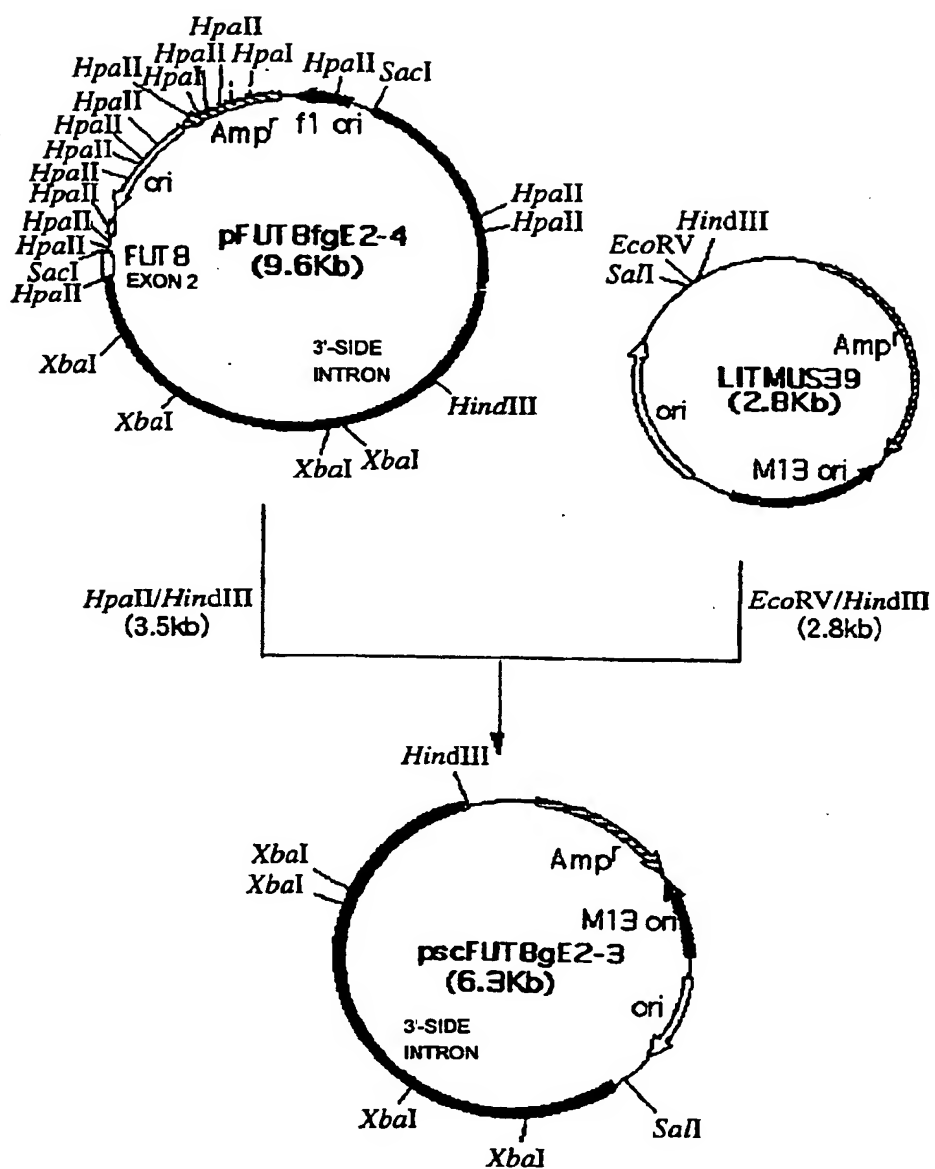 HpaII
HpaII
HpaI
HpaII
HpaI
HpaII
SacI
HpaII
HpaII
HpaII
HpaII
HpaII
HpaII
HpaII
SacI
HpaII
Ampr
f1 ori
ori
FUT8
EXON 2
pFUT8fgE2-4
(9.6Kb)
HpaII
HpaII
3'-SIDE
INTRON
XbaI
XbaI
XbaI
XbaI
HindIII
HindIII
EcoRV
SalI
Ampr
LITMUS39
(2.8Kb)
ori
M13 ori
HpaII/HindIII
(3.5kb)
EcoRV/HindIII
(2.8kb)
HindIII
XbaI
XbaI
Ampr
M13 ori
pscFUT8gE2-3
(6.3Kb)
ori
3'-SIDE
INTRON
XbaI
XbaI
SalI